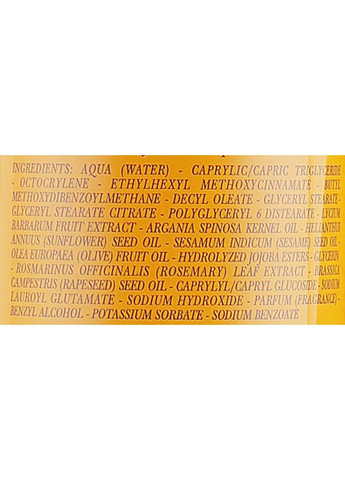 INGREDIENTS: AQUA (WATER) - CAPRYLIC/CAPRIC TRIGLYCERIDE
- OCTOCRYLENE - ETHYLHEXYL METHOXYCINNAMATE - BUTYL
METHOXYDIBENZOYLMETHANE - DECYL OLEATE - GLYCERYL STEARATE -
GLYCERYL STEARATE CITRATE - POLYGLYCERYL 6 DISTEARATE - LYCIUM
BARBARUM FRUIT EXTRACT - ARGANIA SPINOSA KERNEL OIL - HELIANTHUS
ANNUUS (SUNFLOWER) SEED OIL - SESAMUM INDICUM (SESAME) SEED OIL -
OLEA EUROPAEA (OLIVE) FRUIT OIL - HYDROLYZED JOJOBA ESTERS - GLYCERIN
- ROSMARINUS OFFICINALIS (ROSEMARY) LEAF EXTRACT - BRASSICA
CAMPESTRIS (RAPESEED) SEED OIL - CAPRYLYL/CAPRYL GLUCOSIDE - SODIUM
LAUROYL GLUTAMATE - SODIUM HYDROXIDE - PARFUM (FRAGRANCE) -
BENZYL ALCOHOL - POTASSIUM SORBATE - SODIUM BENZOATE